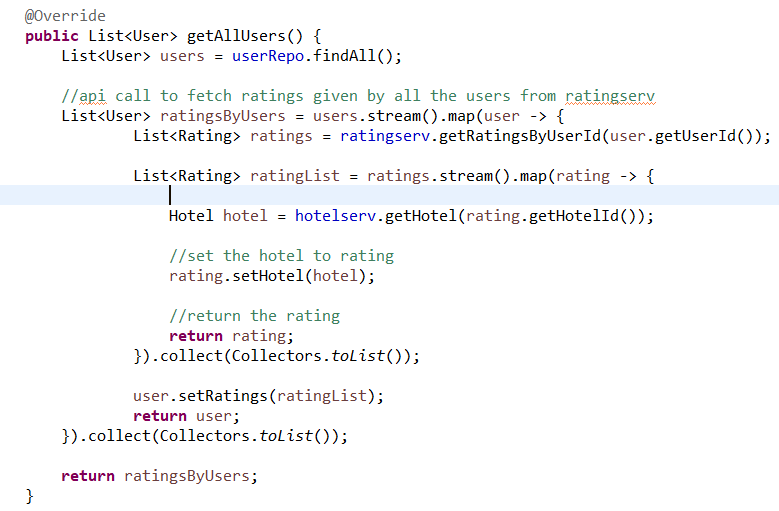 @Override
public List<User> getAllUsers() {
List<User> users = userRepo.findAll();
//api call to fetch ratings given by all the users from ratingserv
List<User> ratingsByUsers = users.stream().map(user -> {
List<Rating> ratings = ratingserv.getRatingsByUserId(user.getUserId());
List<Rating> ratingList = ratings.stream().map(rating -> {
Hotel hotel = hotelserv.getHotel(rating.getHotelId());
//set the hotel to rating
rating.setHotel(hotel);
//return the rating
return rating;
}).collect(Collectors.toList());
user.setRatings(ratingList);
return user;
}).collect(Collectors.toList());
return ratingsByUsers;
}